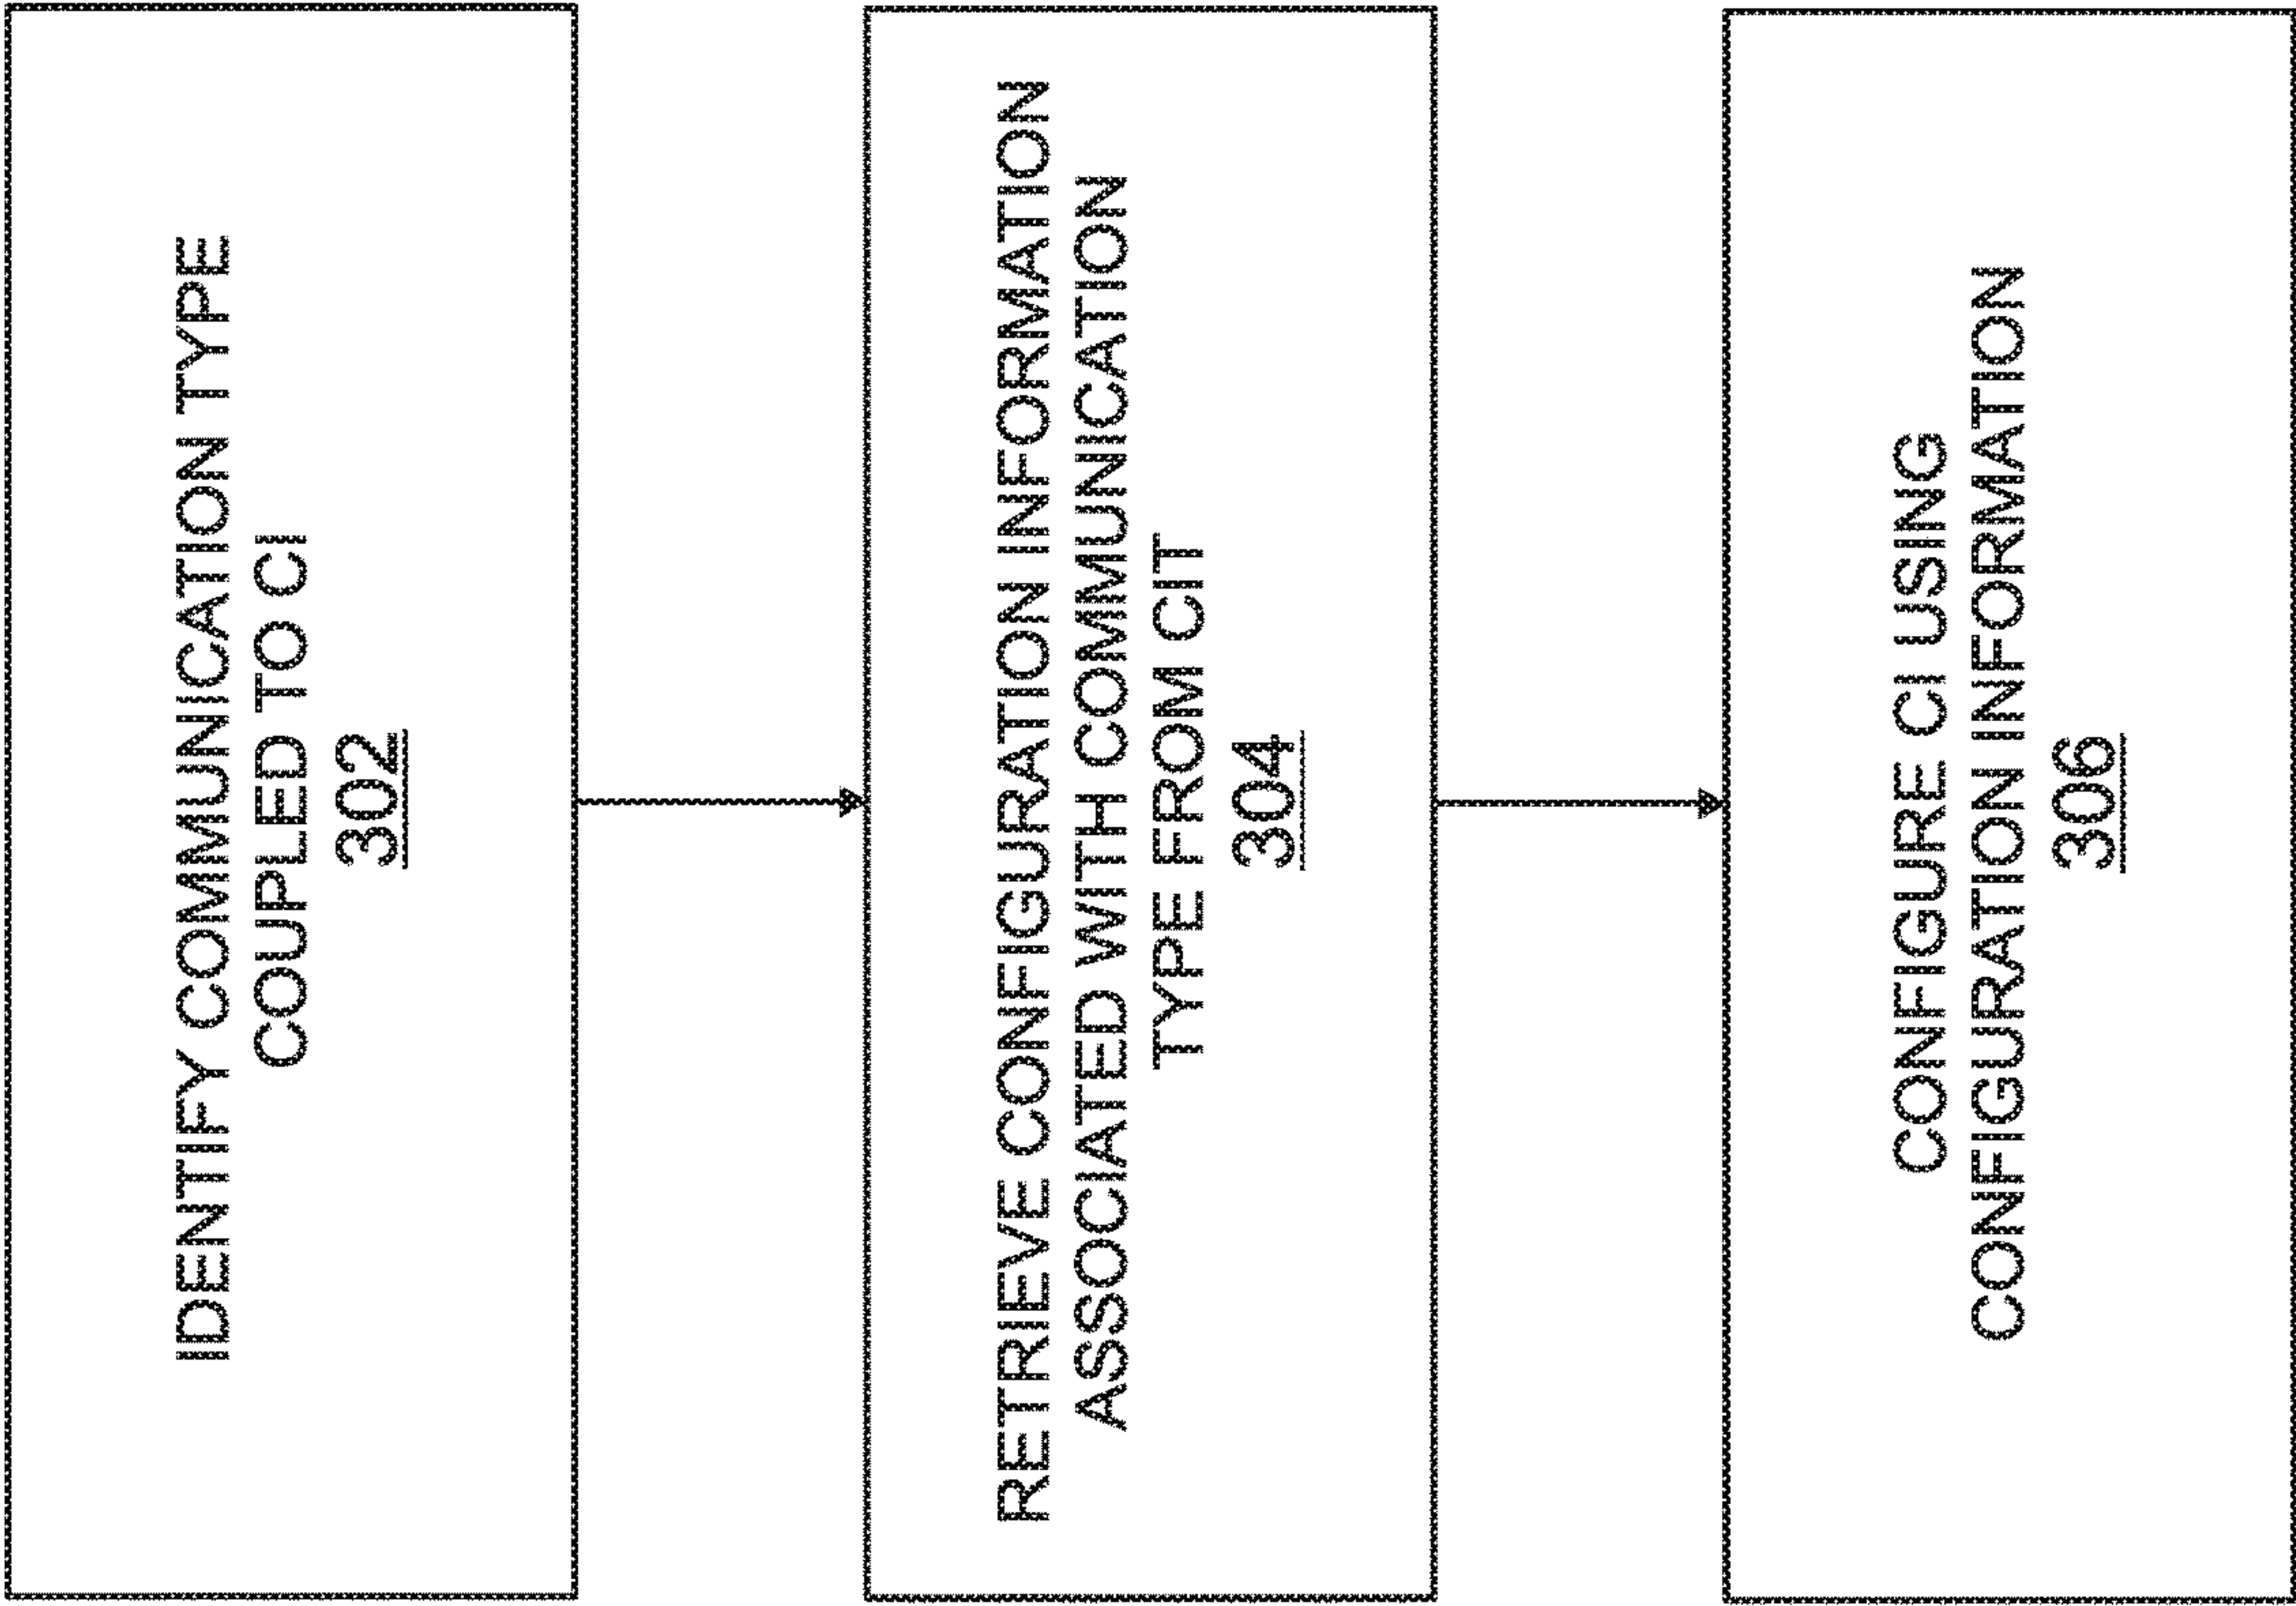 IDENTIFY COMMUNICATION TYPE
COUPLED TO CI
302
RETRIEVE CONFIGURATION INFORMATION
ASSOCIATED WITH COMMUNICATION
TYPE FROM CIT
304
CONFIGURE CI USING
CONFIGURATION INFORMATION
306